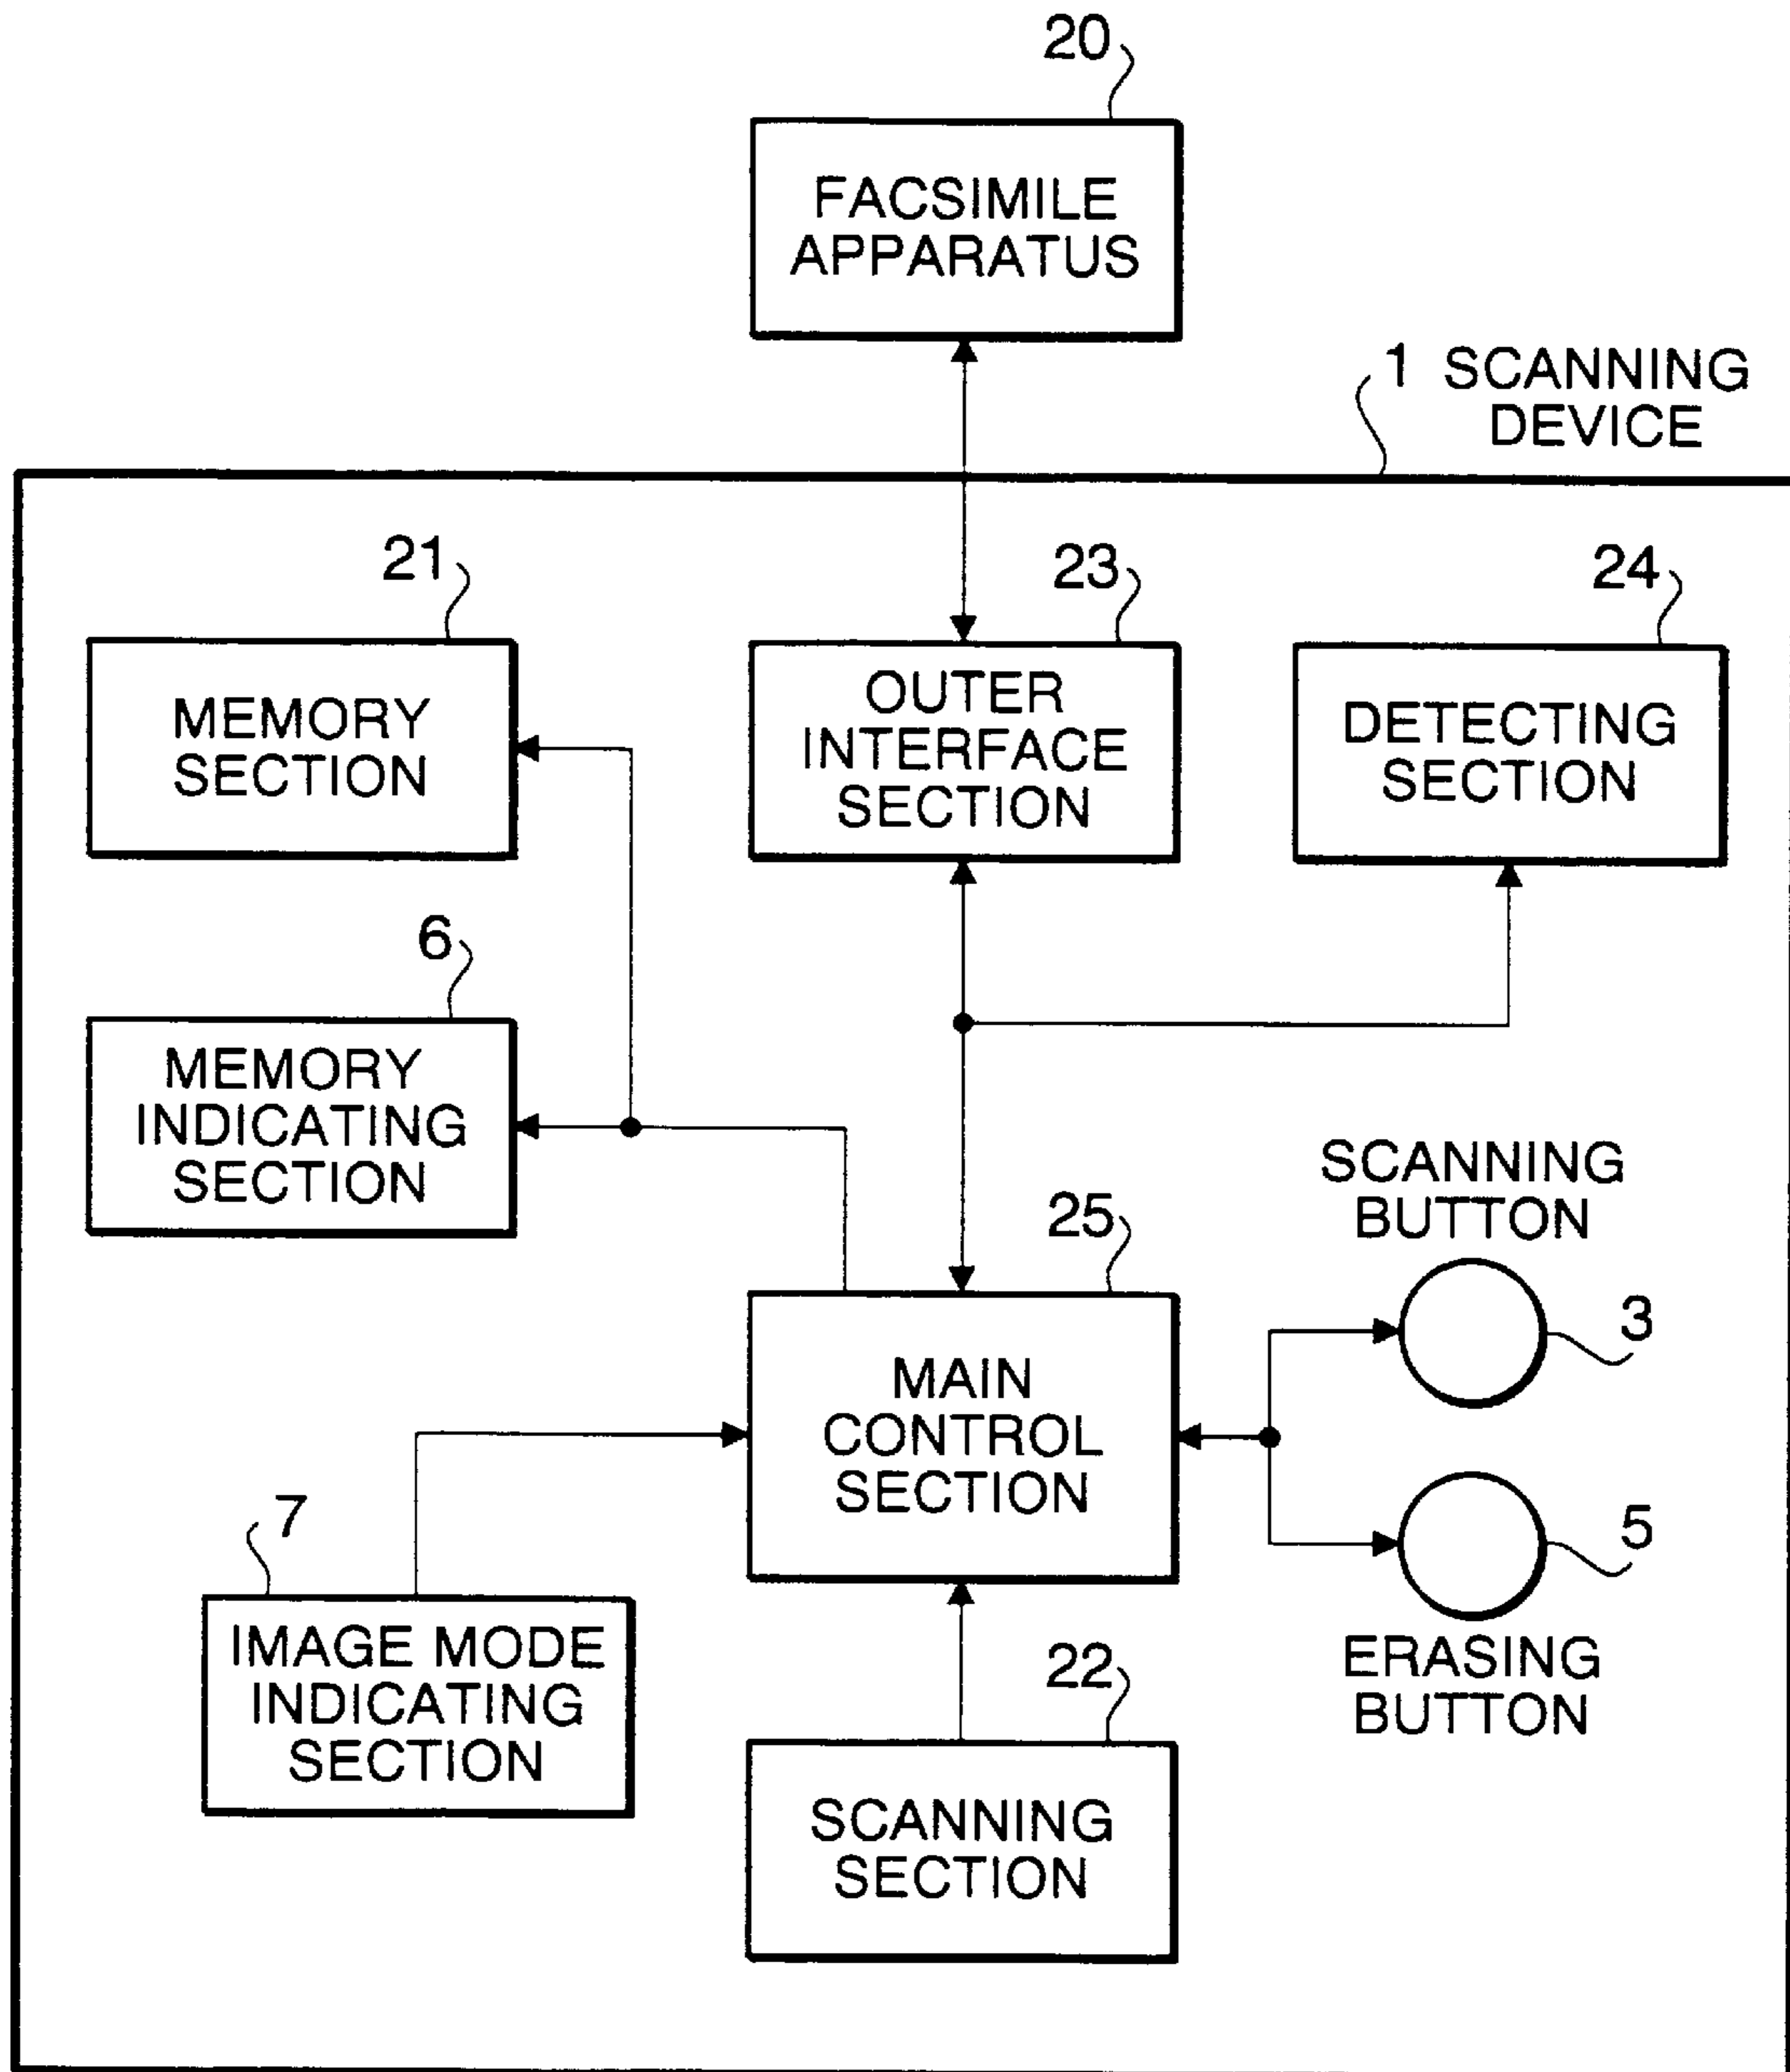 20
FACSIMILE
APPARATUS
1 SCANNING
DEVICE
21
MEMORY
SECTION
23
OUTER
INTERFACE
SECTION
24
DETECTING
SECTION
6
MEMORY
INDICATING
SECTION
25
MAIN
CONTROL
SECTION
SCANNING
BUTTON
3
5
ERASING
BUTTON
7
IMAGE MODE
INDICATING
SECTION
22
SCANNING
SECTION